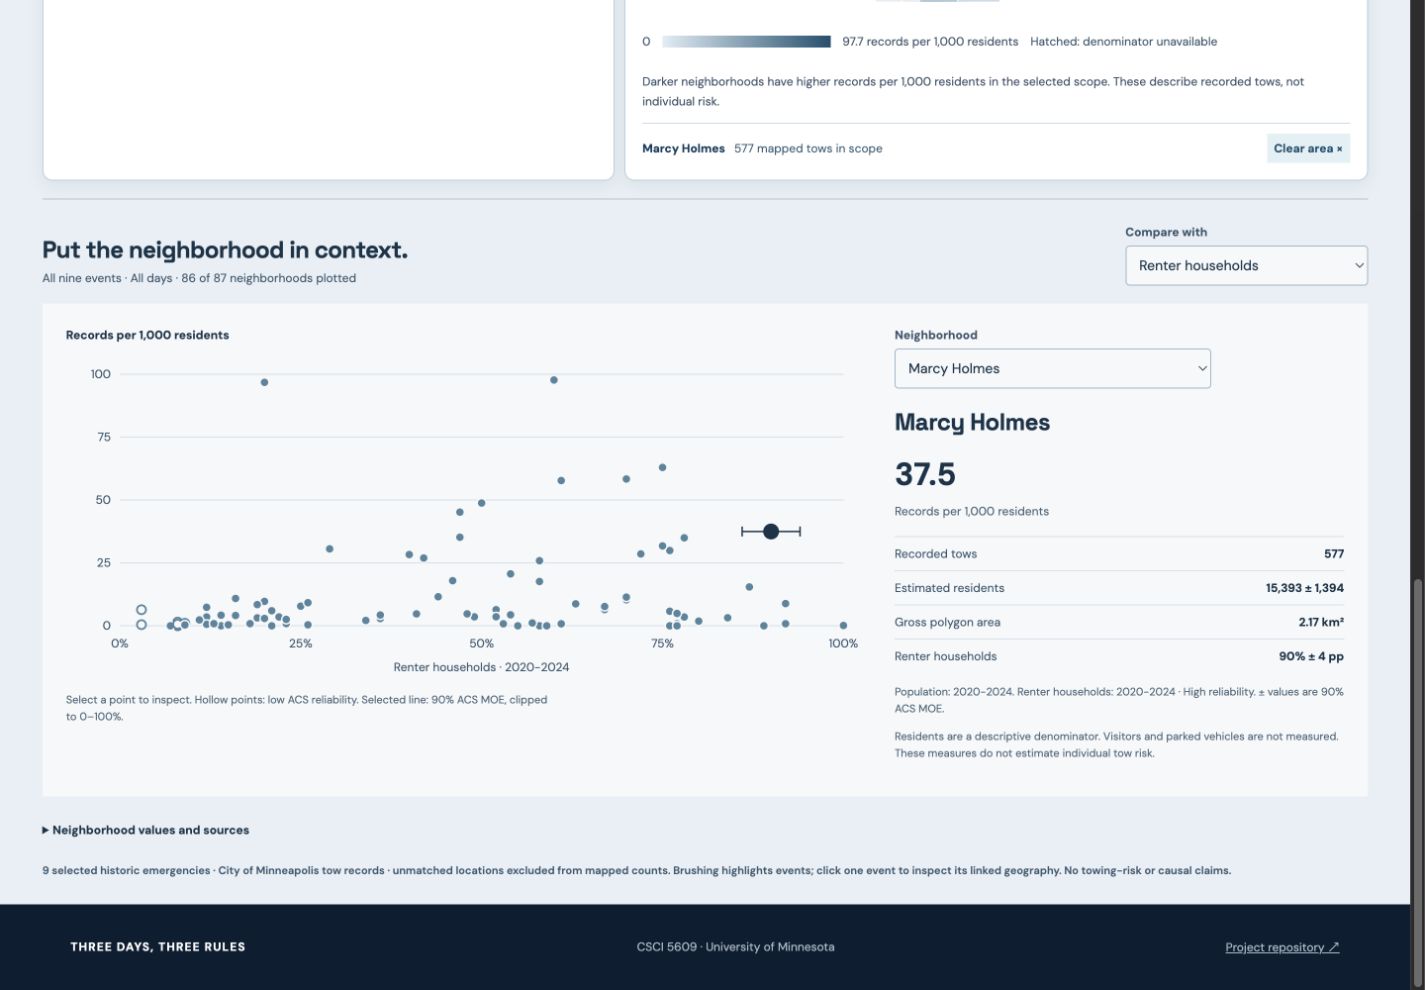 0 97.7 records per 1,000 residents Hatched: denominator unavailable
Darker neighborhoods have higher records per 1,000 residents in the selected scope. These describe recorded tows, not
individual risk.
Marcy Holmes 577 mapped tows in scope Clear area ×
Put the neighborhood in context.
All nine events · All days · 86 of 87 neighborhoods plotted
Compare with
Renter households
Records per 1,000 residents
100
75
50
25
0
0% 25% 50% 75% 100%
Renter households · 2020-2024
Select a point to inspect. Hollow points: low ACS reliability. Selected line: 90% ACS MOE, clipped
to 0–100%.
Neighborhood
Marcy Holmes
Marcy Holmes
37.5
Records per 1,000 residents
Recorded tows 577
Estimated residents 15,393 ± 1,394
Gross polygon area 2.17 km²
Renter households 90% ± 4 pp
Population: 2020-2024. Renter households: 2020-2024 · High reliability. ± values are 90%
ACS MOE.
Residents are a descriptive denominator. Visitors and parked vehicles are not measured.
These measures do not estimate individual tow risk.
▶ Neighborhood values and sources
9 selected historic emergencies · City of Minneapolis tow records · unmatched locations excluded from mapped counts. Brushing highlights events; click one event to inspect its linked geography. No towing-risk or causal claims.
THREE DAYS, THREE RULES
CSCI 5609 · University of Minnesota
Project repository ↗